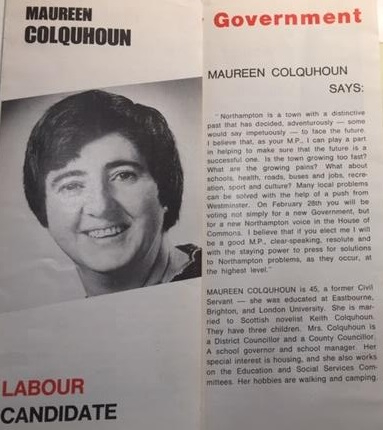 MAUREEN
COLQUHOUN
LABOUR
CANDIDATE
Government
MAUREEN COLQUHOUN
SAYS:
"Northampton is a town with a distinctive
past that has decided, adventurously — some
would say impetuously — to face the future.
I believe that, as your M.P., I can play a part
in helping to make sure that the future is a
successful one. Is the town growing too fast?
What are the growing pains? What about
schools, health, roads, buses and jobs, recre-
ation, sport and culture? Many local problems
can be solved with the help of a push from
Westminster. On February 28th you will be
voting not simply for a new Government, but
for a new Northampton voice in the House of
Commons. I believe that if you elect me I will
be a good M.P., clear-speaking, resolute and
with the staying power to press for solutions
to Northampton problems, as they occur, at
the highest level."
MAUREEN COLQUHOUN is 45, a former Civil
Servant — she was educated at Eastbourne,
Brighton, and London University. She is mar-
ried to Scottish novelist Keith Colquhoun.
They have three children. Mrs. Colquhoun is
a District Councillor and a County Councillor.
A school governor and school manager. Her
special interest is housing, and she also works
on the Education and Social Services Com-
mittees. Her hobbies are walking and camping.